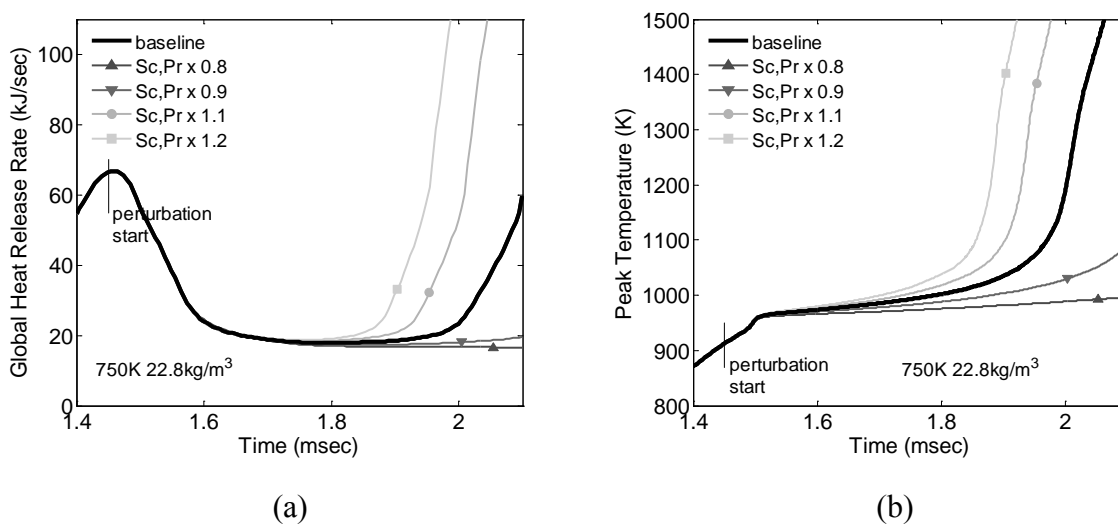 100
80
60
40
20
0
Global Heat Release Rate (kJ/sec)
baseline
Sc,Pr x 0.8
Sc,Pr x 0.9
Sc,Pr x 1.1
Sc,Pr x 1.2
perturbation
start
750K 22.8kg/m³
1.4
1.6
1.8
2
Time (msec)
(a)
1500
1400
1300
1200
1100
1000
900
800
Peak Temperature (K)
baseline
Sc,Pr x 0.8
Sc,Pr x 0.9
Sc,Pr x 1.1
Sc,Pr x 1.2
perturbation
start
750K 22.8kg/m³
1.4
1.6
1.8
2
Time (msec)
(b)